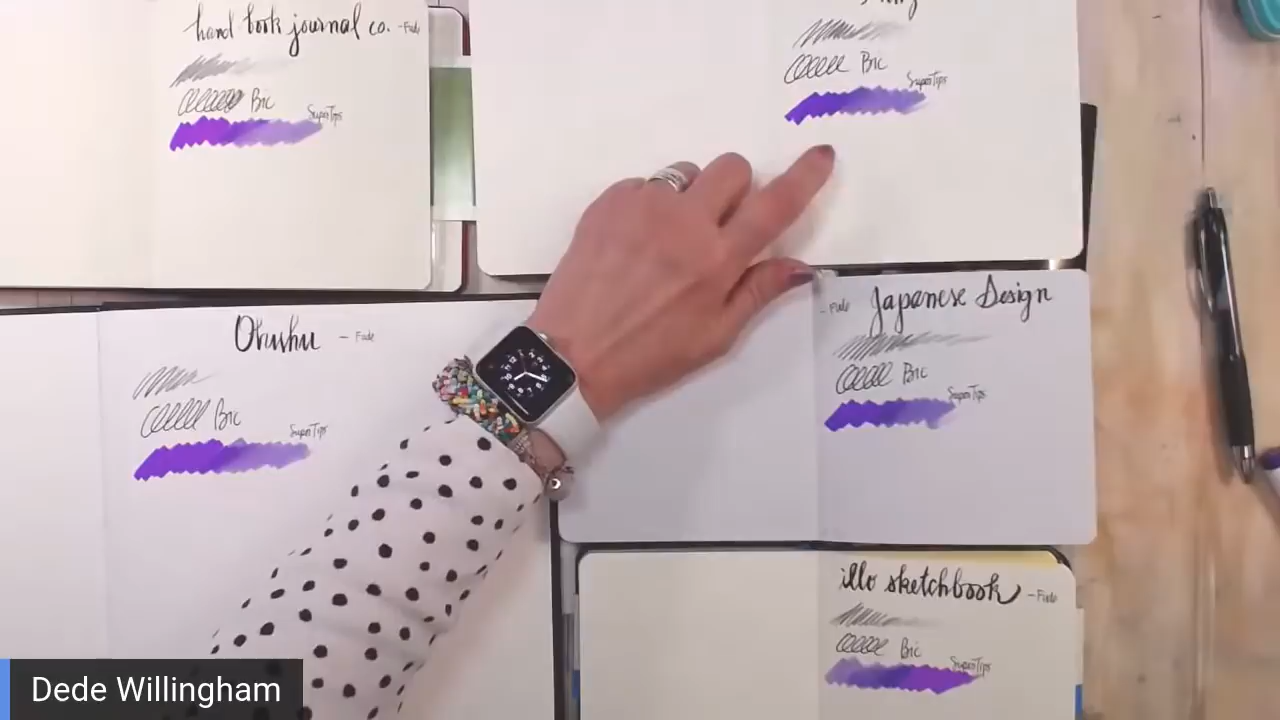 hand book journal co. - Fude
Bic
SuperTips
Bic
SuperTips
Ohuhu - Fude
Bic
SuperTips
- Fude Japanese Design
Bic
SuperTips
illo sketchbook - Fude
Bic
SuperTips
Dede Willingham